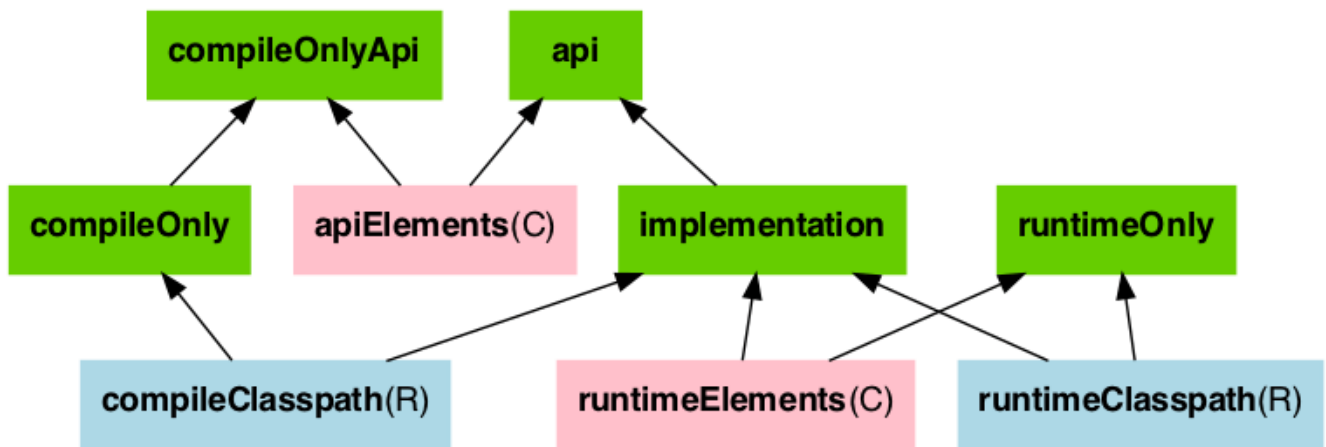 compileOnlyApi
api
compileOnly
apiElements(C)
implementation
runtimeOnly
compileClasspath(R)
runtimeElements(C)
runtimeClasspath(R)